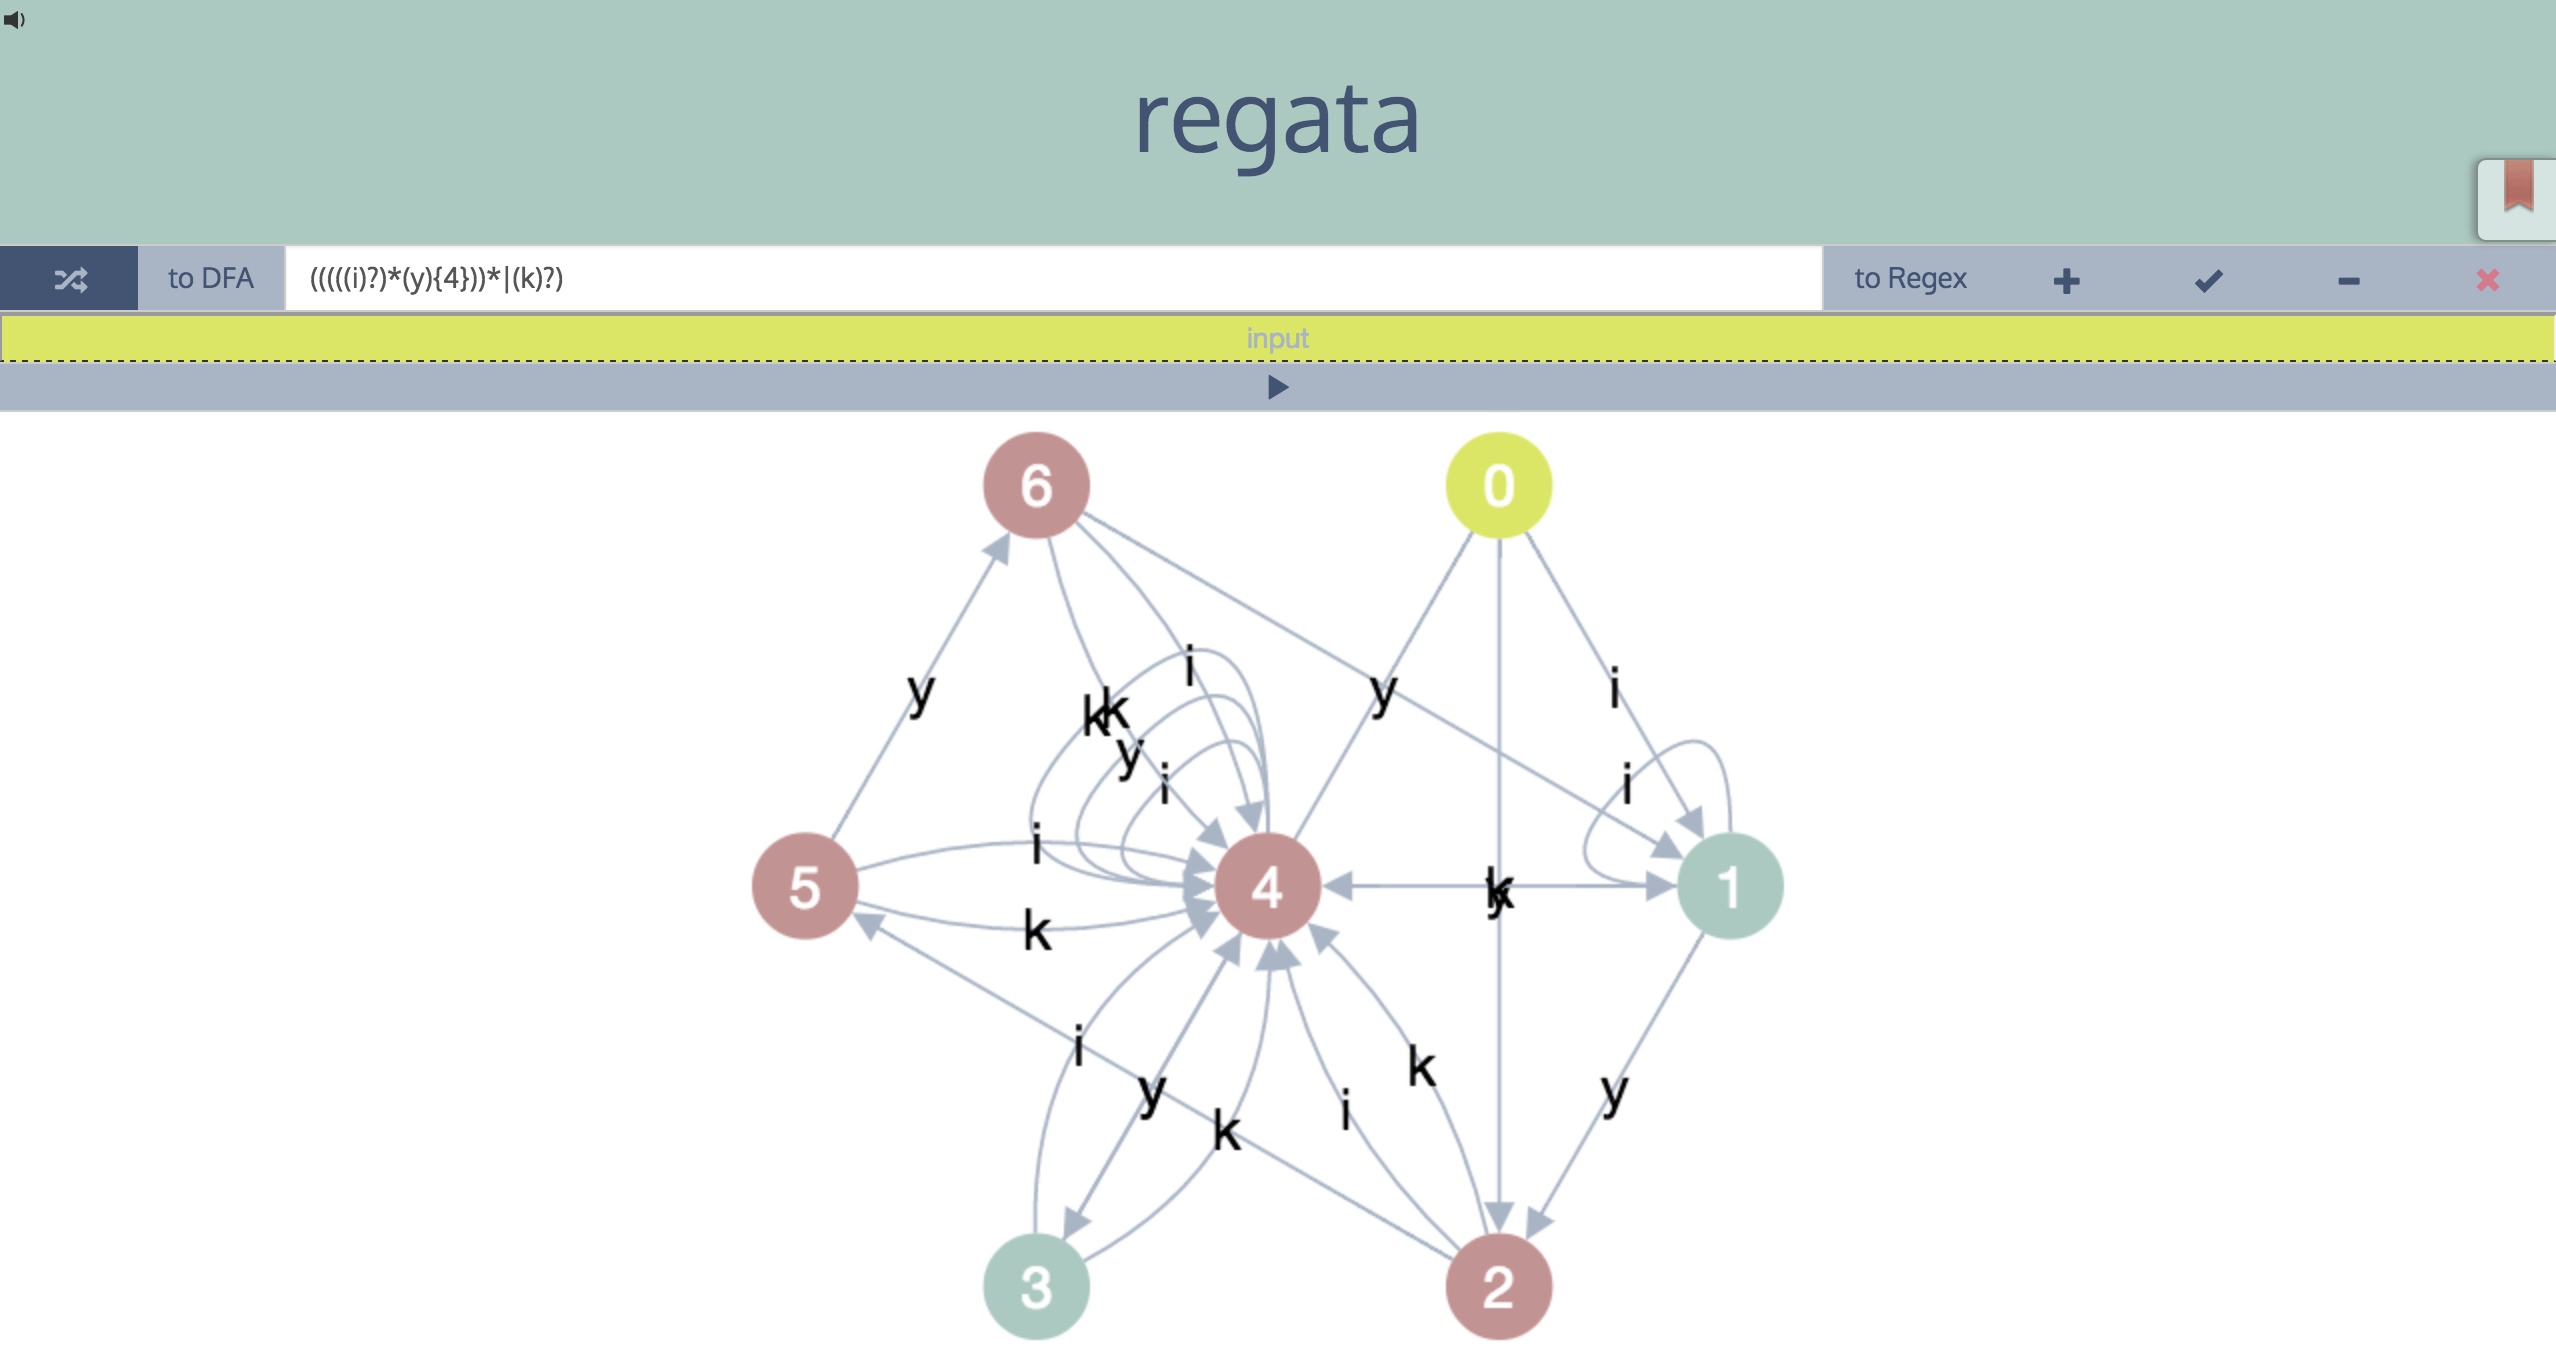 regata
to DFA
(((((i)?)*(y){4}))*|(k)?)
to Regex
input
6
0
i
y
y
i
k
k
y
i
i
i
5
4
k
y
1
k
i
k
y
i
y
k
3
2